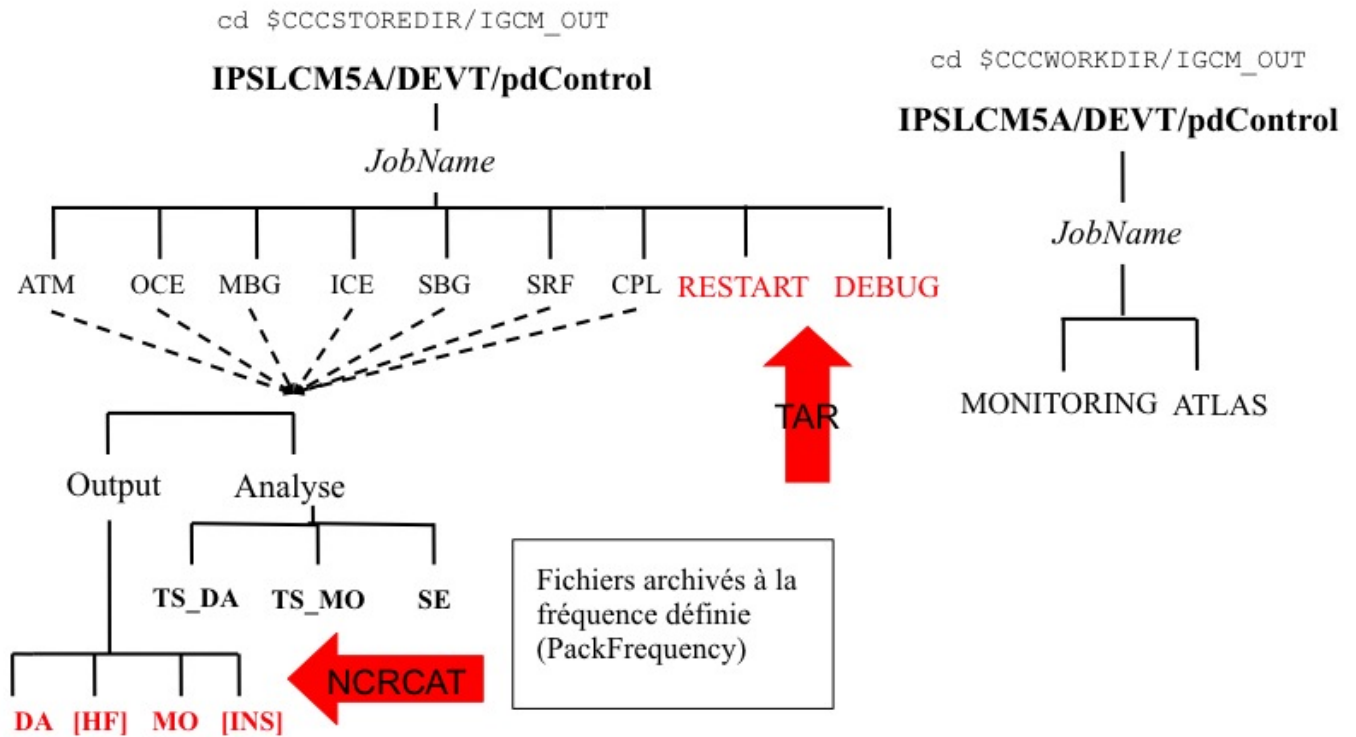 cd $CCCSTOREDIR/IGCM_OUT
IPSLCM5A/DEVT/pdControl
JobName
ATM OCE MBG ICE SBG SRF CPL RESTART DEBUG
TAR
Output Analyse
TS_DA TS_MO SE
Fichiers archivés à la
fréquence définie
(PackFrequency)
NCRCAT
DA [HF] MO [INS]
cd $CCCWORKDIR/IGCM_OUT
IPSLCM5A/DEVT/pdControl
JobName
MONITORING ATLAS